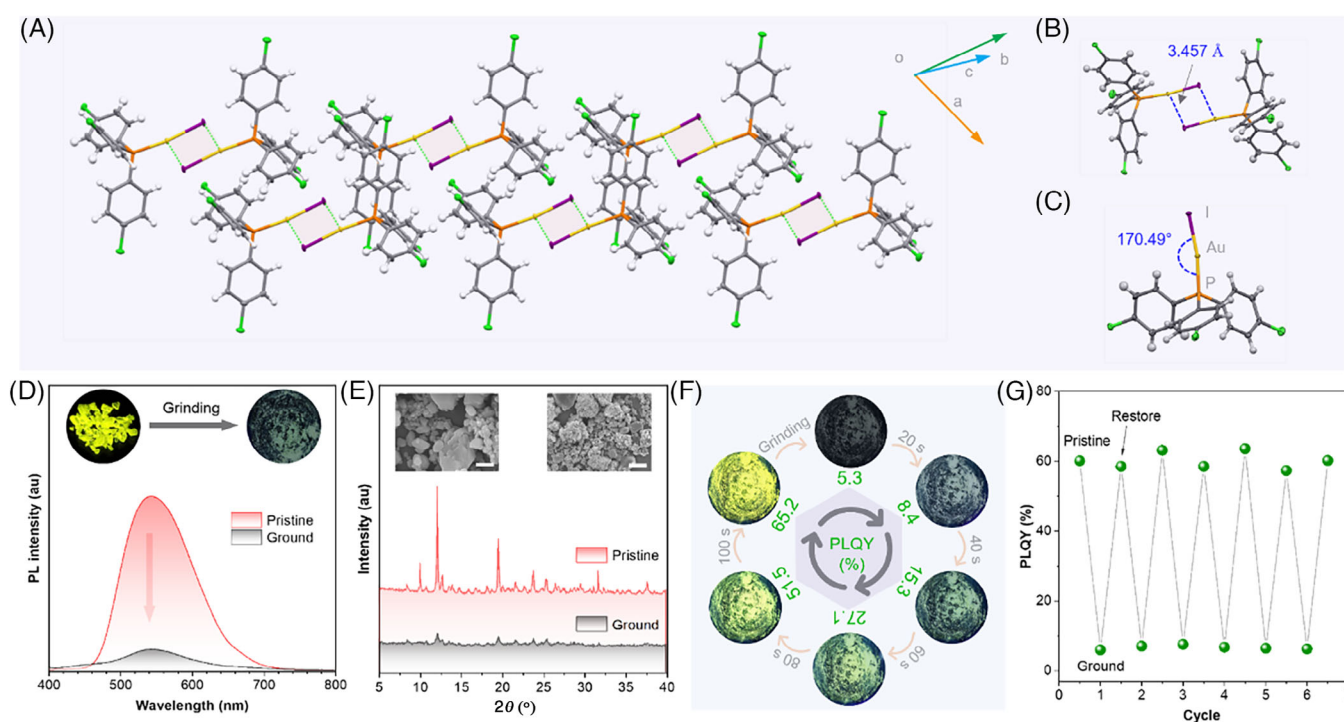 (A)
o
b
c
a
(B)
3.457 Å
(C)
I
170.49°
Au
P
(D)
Grinding
PL intensity (au)
Pristine
Ground
400
500
600
700
800
Wavelength (nm)
(E)
Intensity (au)
Pristine
Ground
5
10
15
20
25
30
35
40
2θ (°)
(F)
Grinding
5.3
20 s
8.4
40 s
15.3
60 s
27.1
80 s
51.5
100 s
65.2
PLQY
(%)
(G)
PLQY (%)
80
60
40
20
0
Pristine
Restore
Ground
1
2
3
4
5
6
Cycle